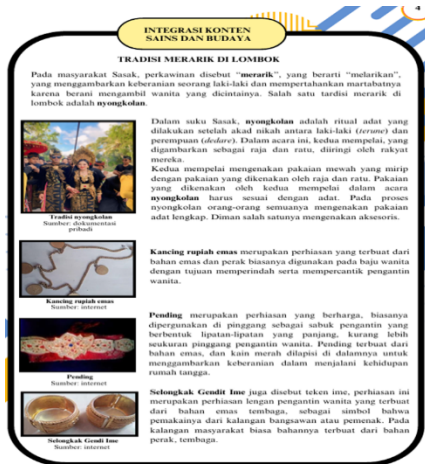 4
INTEGRASI KONTEN
SAINS DAN BUDAYA
TRADISI MERARIK DI LOMBOK
Pada masyarakat Sasak, perkawinan disebut “merarik”, yang berarti “melarikan”,
yang menggambarkan keberanian seorang laki-laki dan mempertahankan martabatnya
karena berani mengambil wanita yang dicintainya. Salah satu tardisi merarik di
lombok adalah nyongkolan.
Dalam suku Sasak, nyongkolan adalah ritual adat yang
dilakukan setelah akad nikah antara laki-laki (terune) dan
perempuan (dedare). Dalam acara ini, kedua mempelai, yang
digambarkan sebagai raja dan ratu, diiringi oleh rakyat
mereka.
Kedua mempelai mengenakan pakaian mewah yang mirip
dengan pakaian yang dikenakan oleh raja dan ratu. Pakaian
yang dikenakan oleh kedua mempelai dalam acara
nyongkolan harus sesuai dengan adat. Pada proses
nyongkolan orang-orang semuanya mengenakan pakaian
adat lengkap. Diman salah satunya mengenakan aksesoris.
Tradisi nyongkolan
Sumber: dokumentasi
pribadi
Kancing rupiah emas merupakan perhiasan yang terbuat dari
bahan emas dan perak biasanya digunakan pada baju wanita
dengan tujuan memperindah serta mempercantik pengantin
wanita.
Kancing rupiah emas
Sumber: internet
Pending merupakan perhiasan yang berharga, biasanya
dipergunakan di pinggang sebagai sabuk pengantin yang
berbentuk lipatan-lipatan yang panjang, kurang lebih
seukuran pinggang pengantin wanita. Pending terbuat dari
bahan emas, dan kain merah dilapisi di dalamnya untuk
menggambarkan keberanian dalam menjalani kehidupan
rumah tangga.
Pending
Sumber: internet
Selongkak Gendit Ime juga disebut teken ime, perhiasan ini
merupakan perhiasan lengan pengantin wanita yang terbuat
dari bahan emas tembaga, sebagai simbol bahwa
pemakainya dari kalangan bangsawan atau pemenak. Pada
kalangan masyarakat biasa bahannya terbuat dari bahan
perak, tembaga.
Selongkak Gendi Ime
Sumber: internet